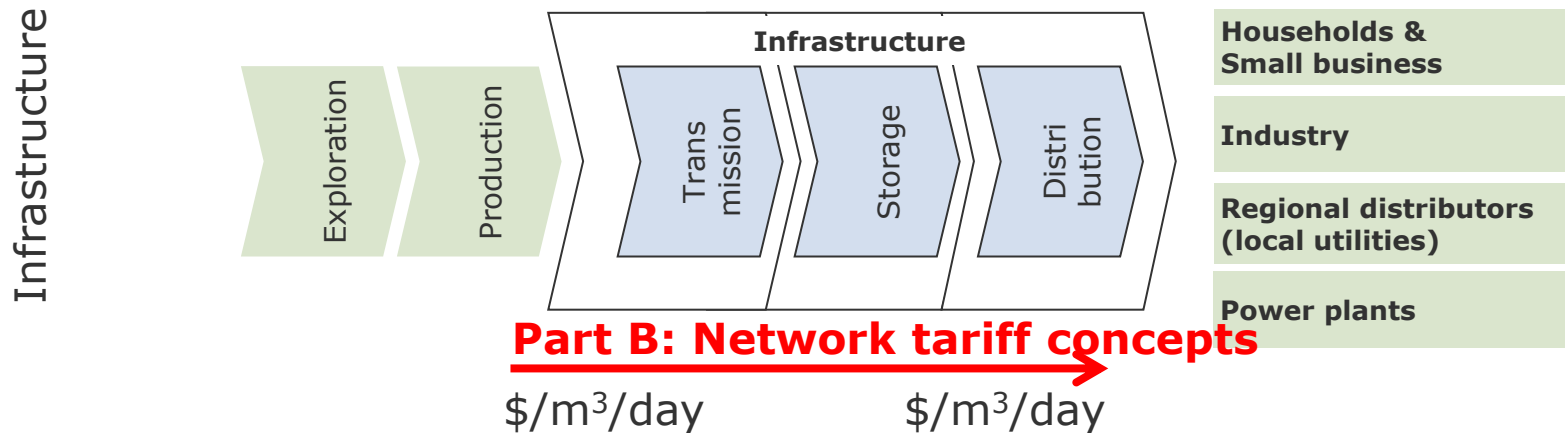 Infrastructure
Exploration
Production
Infrastructure
Trans
mission
Storage
Distri
bution
Households &
Small business
Industry
Regional distributors
(local utilities)
Power plants
Part B: Network tariff concepts
$/m³/day
$/m³/day